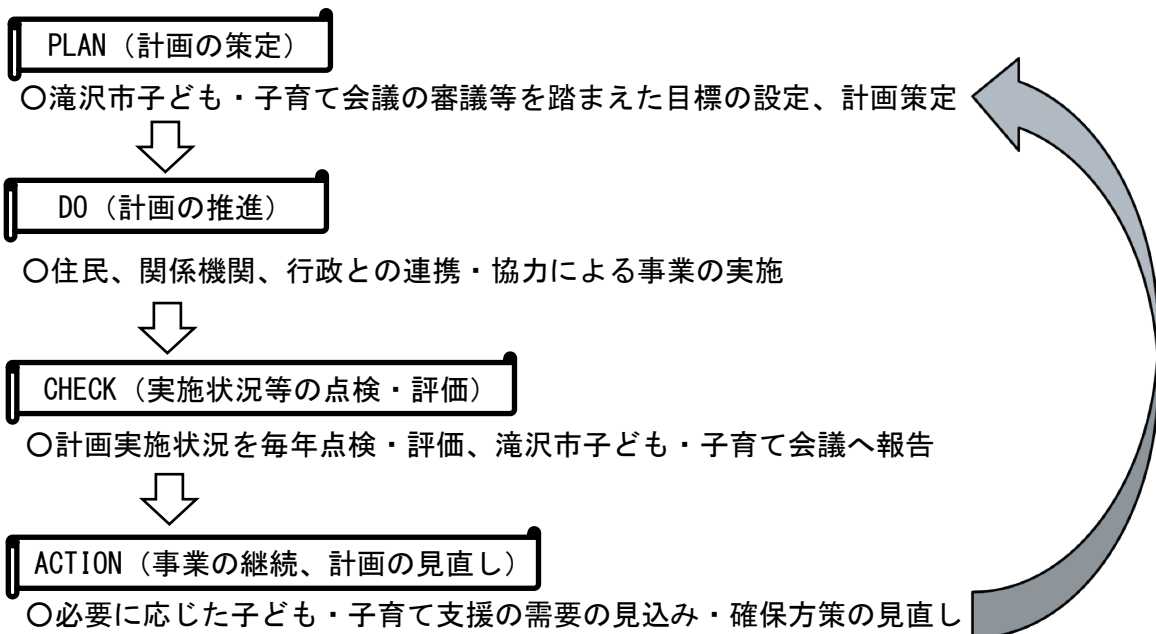 PLAN（計画の策定）
○滝沢市子ども・子育て会議の審議等を踏まえた目標の設定、計画策定
DO（計画の推進）
○住民、関係機関、行政との連携・協力による事業の実施
CHECK（実施状況等の点検・評価）
○計画実施状況を毎年点検・評価、滝沢市子ども・子育て会議へ報告
ACTION（事業の継続、計画の見直し）
○必要に応じた子ども・子育て支援の需要の見込み・確保方策の見直し